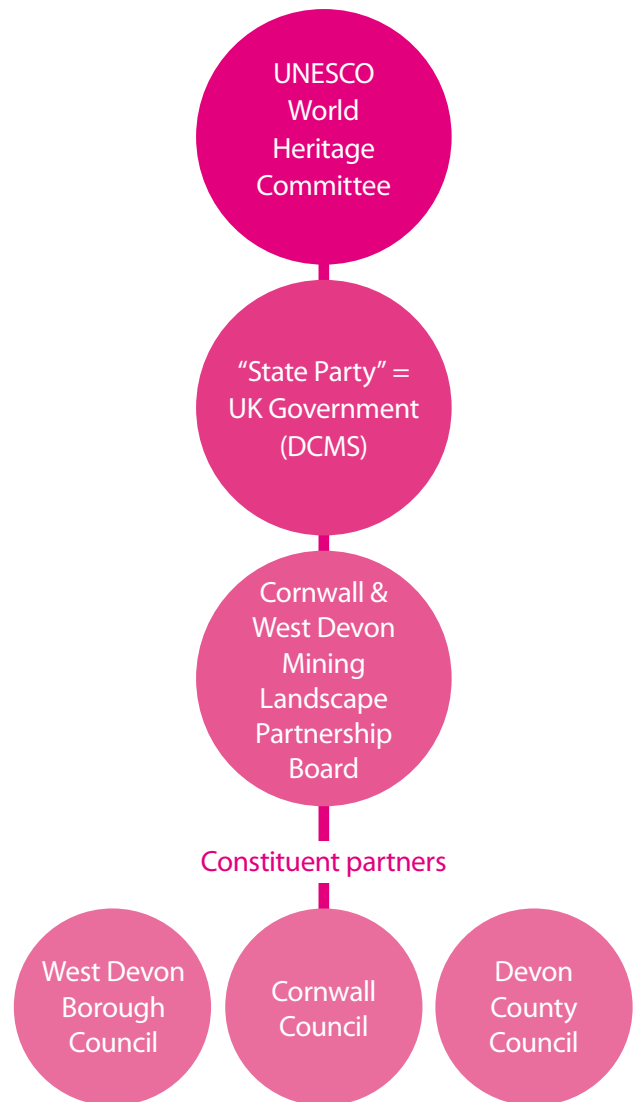 UNESCO
World
Heritage
Committee
“State Party” =
UK Government
(DCMS)
Cornwall &
West Devon
Mining
Landscape
Partnership
Board
Constituent partners
West Devon
Borough
Council
Cornwall
Council
Devon
County
Council